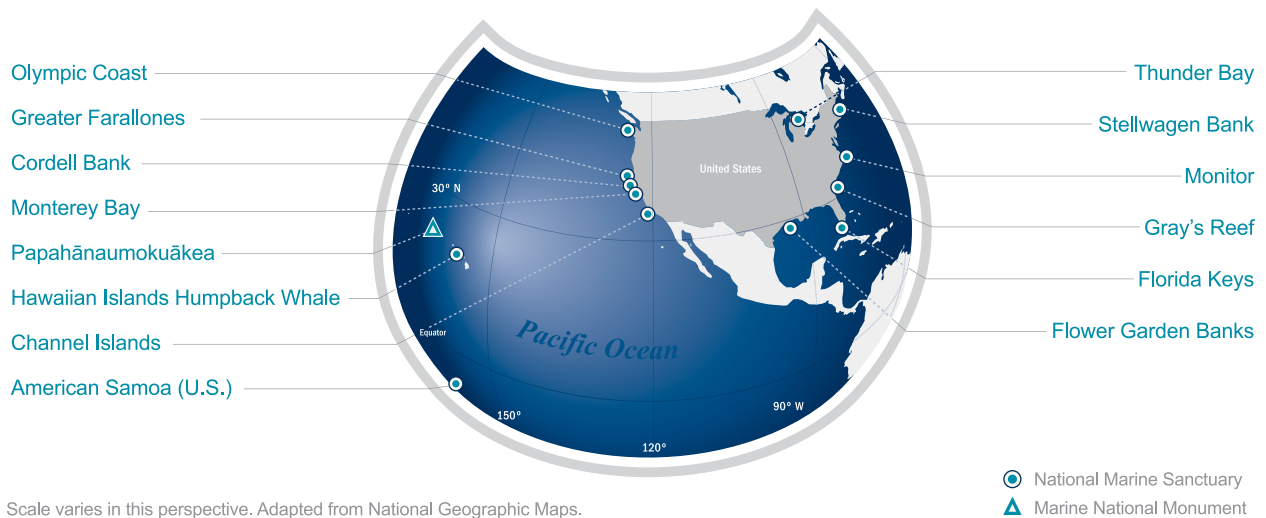 Olympic Coast
Greater Farallones
Cordell Bank
Monterey Bay
Papahānaumokuākea
Hawaiian Islands Humpback Whale
Channel Islands
American Samoa (U.S.)
30° N
Equator
150°
120°
90° W
United States
Pacific Ocean
Thunder Bay
Stellwagen Bank
Monitor
Gray’s Reef
Florida Keys
Flower Garden Banks
National Marine Sanctuary
Marine National Monument
Scale varies in this perspective. Adapted from National Geographic Maps.